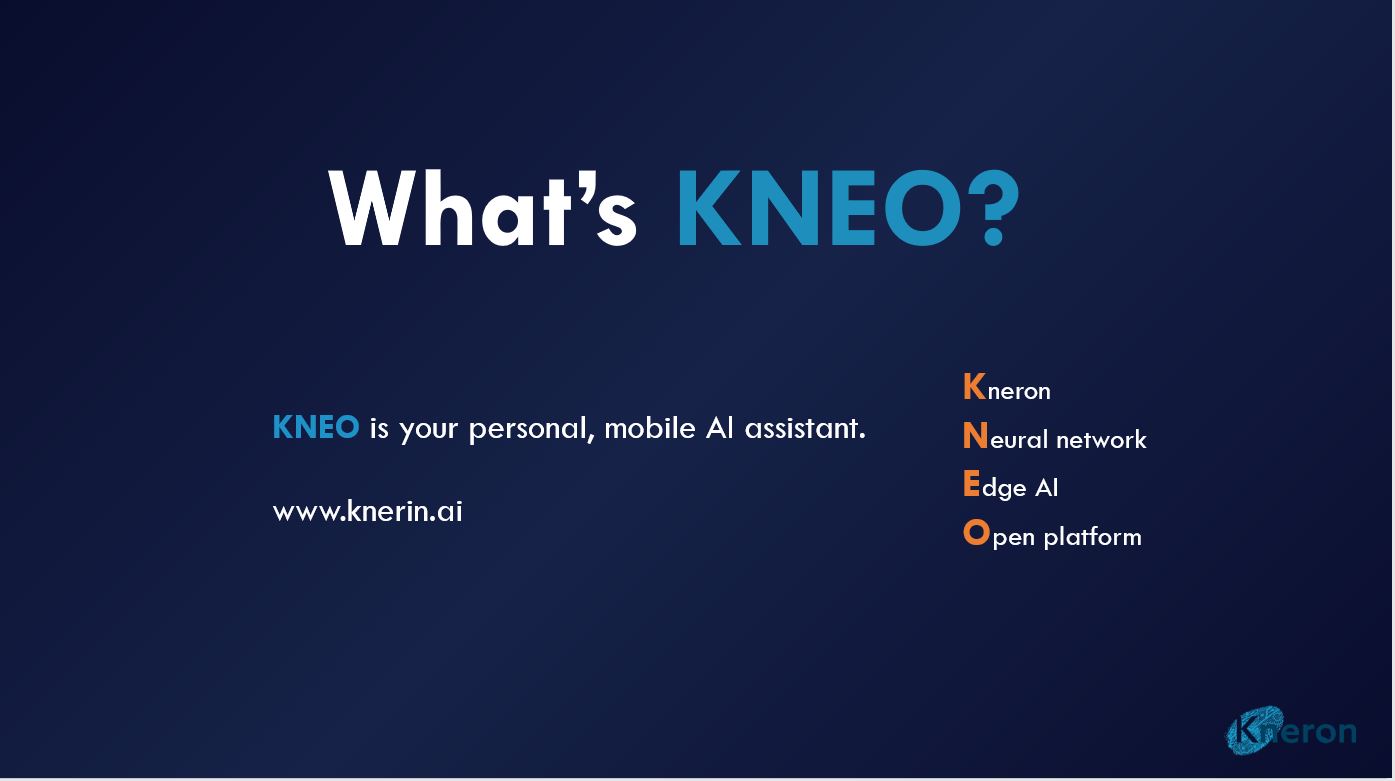 What's KNEO?
KNEO is your personal, mobile AI assistant.
www.knerin.ai
Kneron
Neural network
Edge AI
Open platform
Kneron